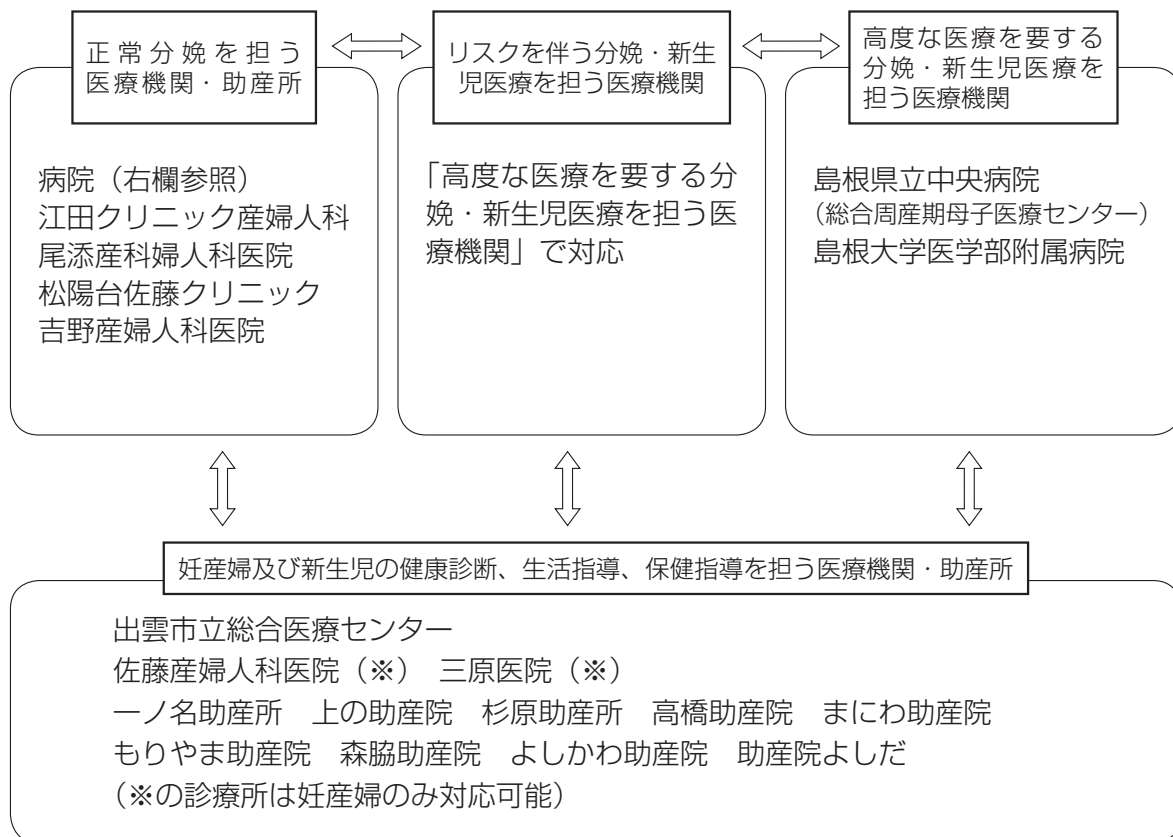 正常分娩を担う
医療機関・助産所
病院（右欄参照）
江田クリニック産婦人科
尾添産科婦人科医院
松陽台佐藤クリニック
吉野産婦人科医院
リスクを伴う分娩・新生
児医療を担う医療機関
「高度な医療を要する分
娩・新生児医療を担う医
療機関」で対応
高度な医療を要する
分娩・新生児医療を
担う医療機関
島根県立中央病院
（総合周産期母子医療センター）
島根大学医学部附属病院
妊産婦及び新生児の健康診断、生活指導、保健指導を担う医療機関・助産所
出雲市立総合医療センター
佐藤産婦人科医院（※）　三原医院（※）
一ノ名助産所　上の助産院　杉原助産所　高橋助産院　まにわ助産院
もりやま助産院　森脇助産院　よしかわ助産院　助産院よしだ
（※の診療所は妊産婦のみ対応可能）